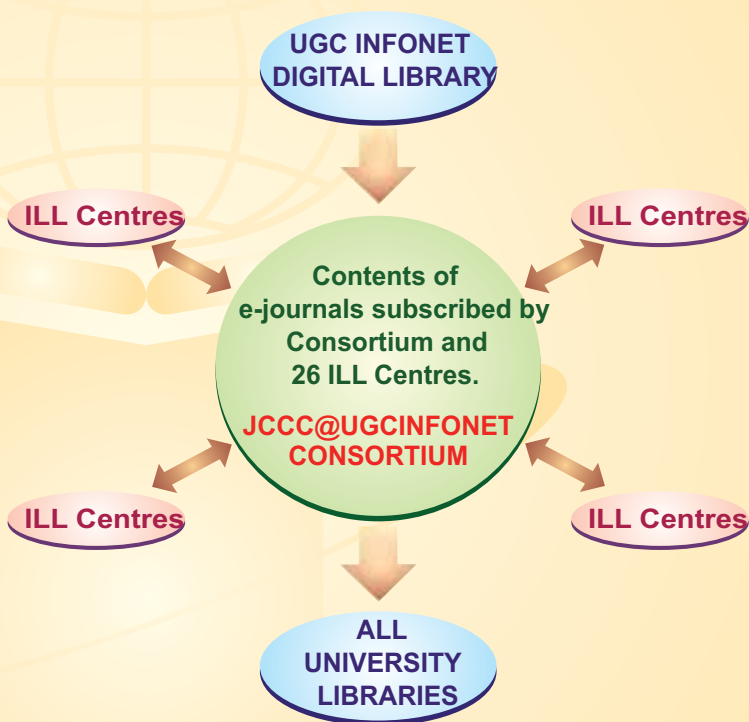 UGC INFONET
DIGITAL LIBRARY
ILL Centres
ILL Centres
Contents of
e-journals subscribed by
Consortium and
26 ILL Centres.
JCCC@UGCINFONET
CONSORTIUM
ILL Centres
ILL Centres
ALL
UNIVERSITY
LIBRARIES